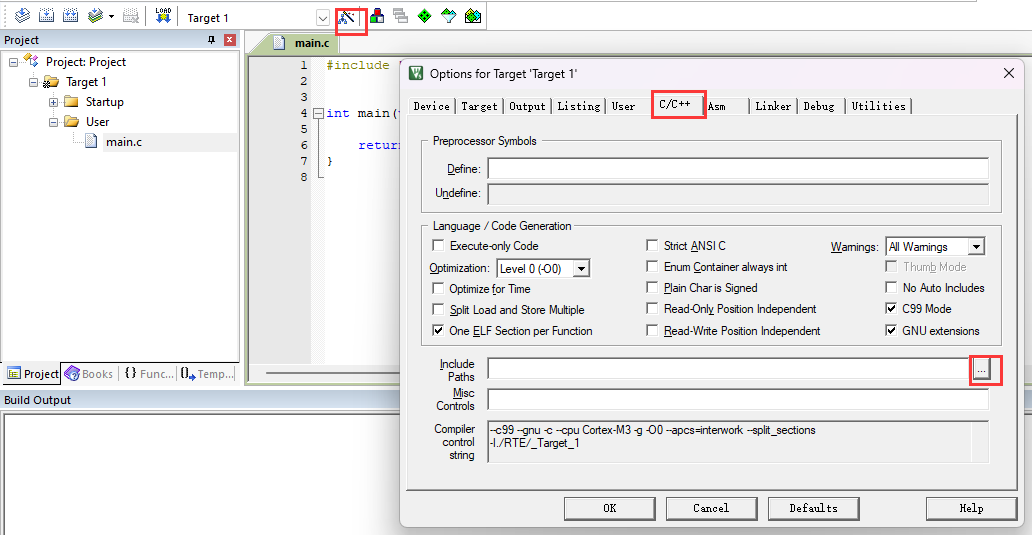 LOAD
Target 1
Project
main.c
Project: Project
Target 1
Startup
User
main.c
1 #include
2
3
4 int main(
5
6 return
7 }
8
Options for Target 'Target 1'
Device Target Output Listing User C/C++ Asm Linker Debug Utilities
Preprocessor Symbols
Define:
Undefine:
Language / Code Generation
Execute-only Code
Strict ANSI C
Warnings: All Warnings
Optimization: Level 0 (-O0)
Enum Container always int
Thumb Mode
Optimize for Time
Plain Char is Signed
No Auto Includes
Split Load and Store Multiple
Read-Only Position Independent
C99 Mode
One ELF Section per Function
Read-Write Position Independent
GNU extensions
Include
Paths
...
Misc
Controls
Compiler
control
string
--c99 --gnu -c --cpu Cortex-M3 -g -O0 --apcs=interwork --split_sections
-I./RTE/_Target_1
OK Cancel Defaults Help
Project Books {} Func... {}, Temp...
Build Output